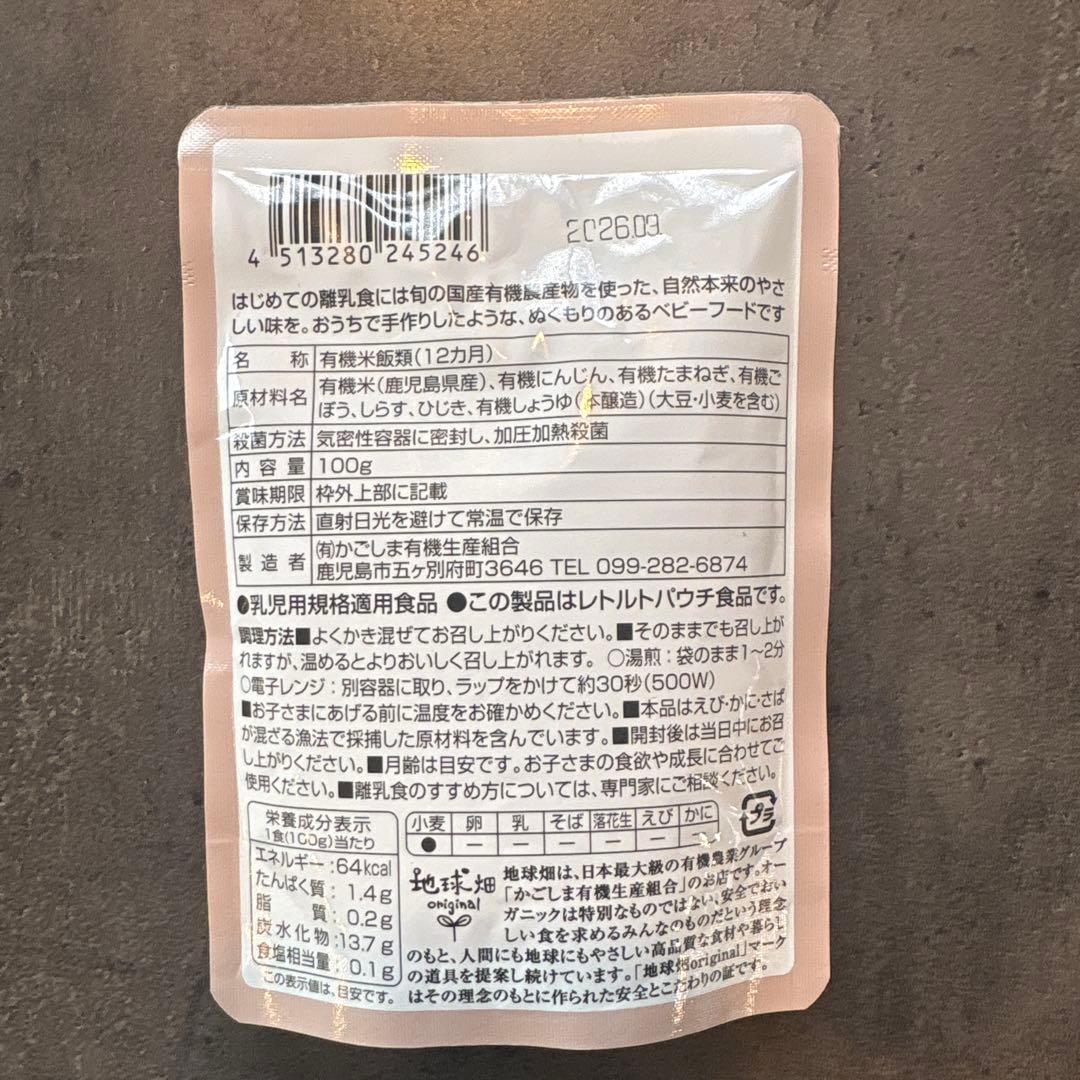 4 513280 245246
2026.09
はじめての離乳食には旬の国産有機農産物を使った、自然本来のやさ
しい味を。おうちで手作りしたような、ぬくもりのあるベビーフードです
名 称 有機米飯類(12カ月)
原材料名 有機米(鹿児島県産)、有機にんじん、有機たまねぎ、有機ご
ぼう、しらす、ひじき、有機しょうゆ(本醸造)(大豆・小麦を含む)
殺菌方法 気密性容器に密封し、加圧加熱殺菌
内容量 100g
賞味期限 枠外上部に記載
保存方法 直射日光を避けて常温で保存
製造者 ㈲かごしま有機生産組合
鹿児島市五ヶ別府町3646 TEL 099-282-6874
●乳児用規格適用食品 ●この製品はレトルトパウチ食品です。
調理方法■よくかき混ぜてお召し上がりください。■そのままでも召し上が
れますが、温めるとよりおいしく召し上がれます。 ○湯煎：袋のまま1〜2分
○電子レンジ：別容器に取り、ラップをかけて約30秒(500W)
■お子さまにあげる前に温度をお確かめください。■本品はえび・かに・さば
が混ざる漁法で採捕した原材料を含んでいます。■開封後は当日中にお召
し上がりください。■月齢は目安です。お子さまの食欲や成長に合わせてご
使用ください。■離乳食のすすめ方については、専門家にご相談ください。
栄養成分表示
1食(100g)当たり
エネルギー：64kcal
たんぱく質：1.4g
脂質：0.2g
炭水化物：13.7g
食塩相当量：0.1g
この表示値は、目安です。
小麦 卵 乳 そば 落花生 えび かに
● － － － － － －
プラ
地球畑
original
地球畑は、日本最大級の有機農業グループ
「かごしま有機生産組合」のお店です。オー
ガニックは特別なものではない、安全でおい
しい食を求めるみんなのものだという理念
のもと、人間にも地球にもやさしい高品質な食材や暮らし
の道具を提案し続けています。「地球畑original」マーク
はその理念のもとに作られた安全とこだわりの証です。